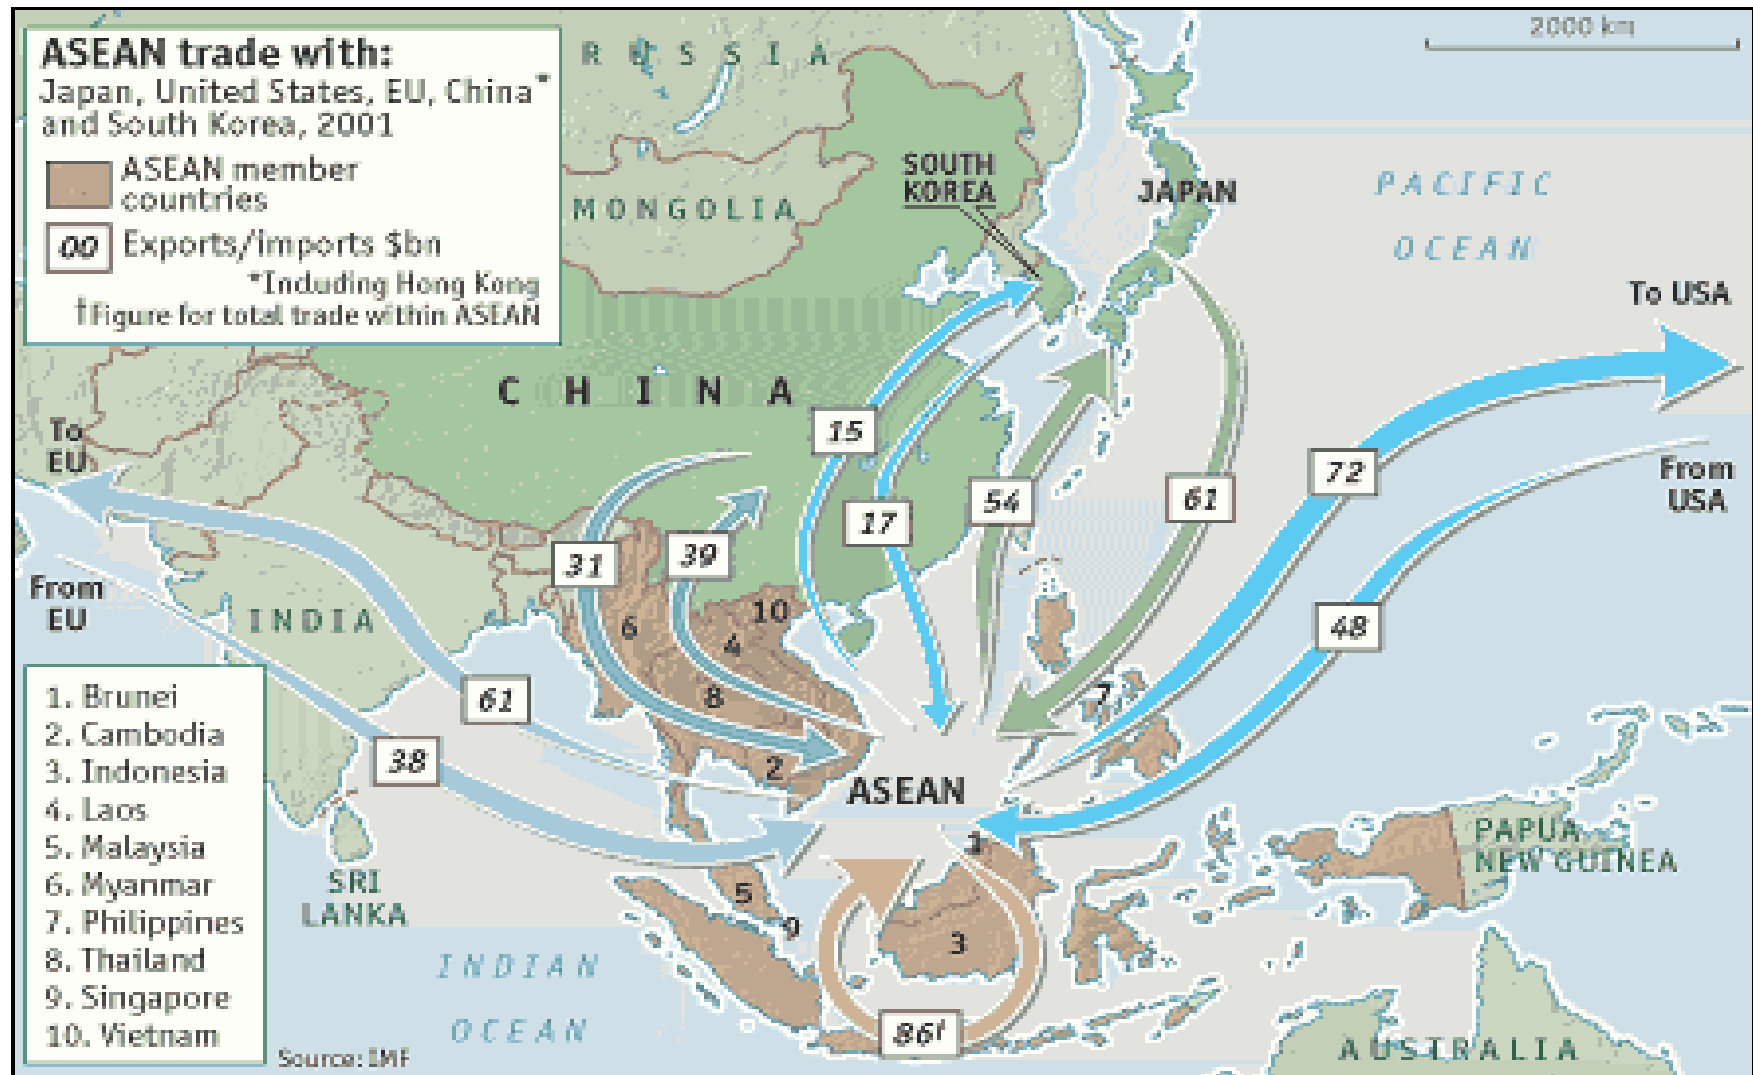 ASEAN trade with:
Japan, United States, EU, China*
and South Korea, 2001
ASEAN member
countries
00 Exports/imports $bn
*Including Hong Kong
†Figure for total trade within ASEAN
2000 km
RUSSIA
MONGOLIA
SOUTH
KOREA
JAPAN
PACIFIC
OCEAN
To USA
CHINA
To
EU
15
17
54
61
72
From
USA
31
39
From
EU
INDIA
10
6
4
48
8
7
61
38
2
ASEAN
1
PAPUA
NEW GUINEA
SRI
LANKA
5
9
3
INDIAN
OCEAN
86†
AUSTRALIA
1. Brunei
2. Cambodia
3. Indonesia
4. Laos
5. Malaysia
6. Myanmar
7. Philippines
8. Thailand
9. Singapore
10. Vietnam
Source: IMF